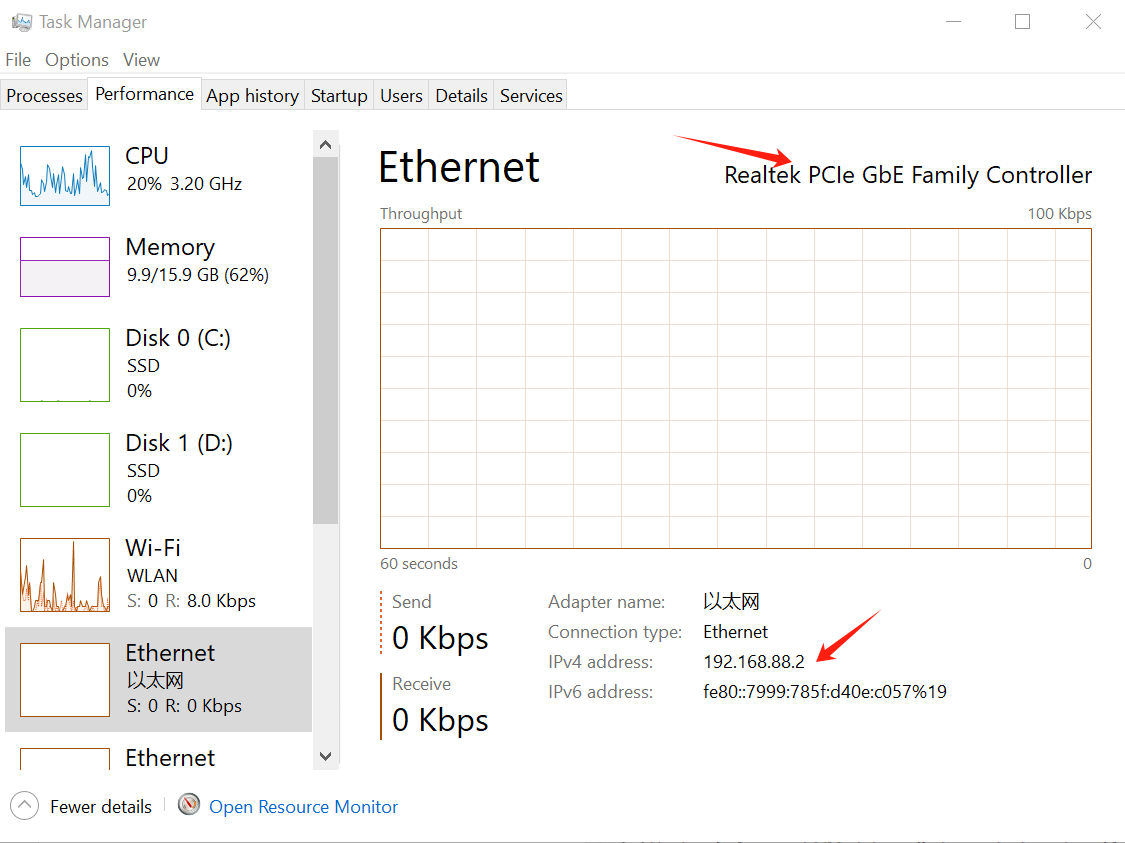 Task Manager
File Options View
Processes Performance App history Startup Users Details Services
CPU
20% 3.20 GHz
Memory
9.9/15.9 GB (62%)
Disk 0 (C:)
SSD
0%
Disk 1 (D:)
SSD
0%
Wi-Fi
WLAN
S: 0 R: 8.0 Kbps
Ethernet
以太网
S: 0 R: 0 Kbps
Ethernet
Ethernet
Realtek PCIe GbE Family Controller
Throughput
100 Kbps
60 seconds
0
Send
0 Kbps
Receive
0 Kbps
Adapter name: 以太网
Connection type: Ethernet
IPv4 address: 192.168.88.2
IPv6 address: fe80::7999:785f:d40e:c057%19
Fewer details
Open Resource Monitor